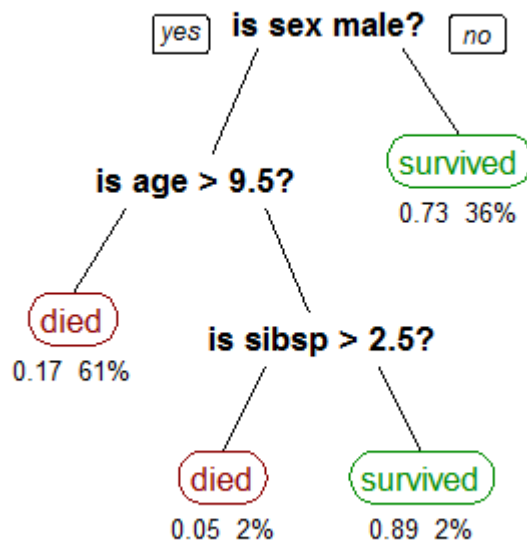 yes is sex male? no
is age > 9.5?
survived
0.73 36%
died
0.17 61%
is sibsp > 2.5?
died
0.05 2%
survived
0.89 2%